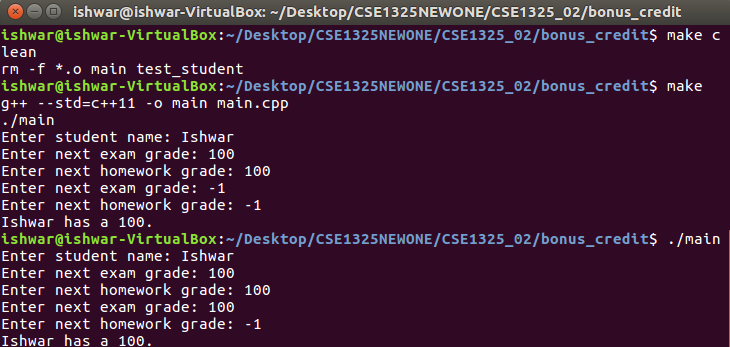 ishwar@ishwar-VirtualBox: ~/Desktop/CSE1325NEWONE/CSE1325_02/bonus_credit
ishwar@ishwar-VirtualBox:~/Desktop/CSE1325NEWONE/CSE1325_02/bonus_credit$ make c
lean
rm -f *.o main test_student
ishwar@ishwar-VirtualBox:~/Desktop/CSE1325NEWONE/CSE1325_02/bonus_credit$ make
g++ --std=c++11 -o main main.cpp
./main
Enter student name: Ishwar
Enter next exam grade: 100
Enter next homework grade: 100
Enter next exam grade: -1
Enter next homework grade: -1
Ishwar has a 100.
ishwar@ishwar-VirtualBox:~/Desktop/CSE1325NEWONE/CSE1325_02/bonus_credit$ ./main
Enter student name: Ishwar
Enter next exam grade: 100
Enter next homework grade: 100
Enter next exam grade: 100
Enter next homework grade: -1
Ishwar has a 100.